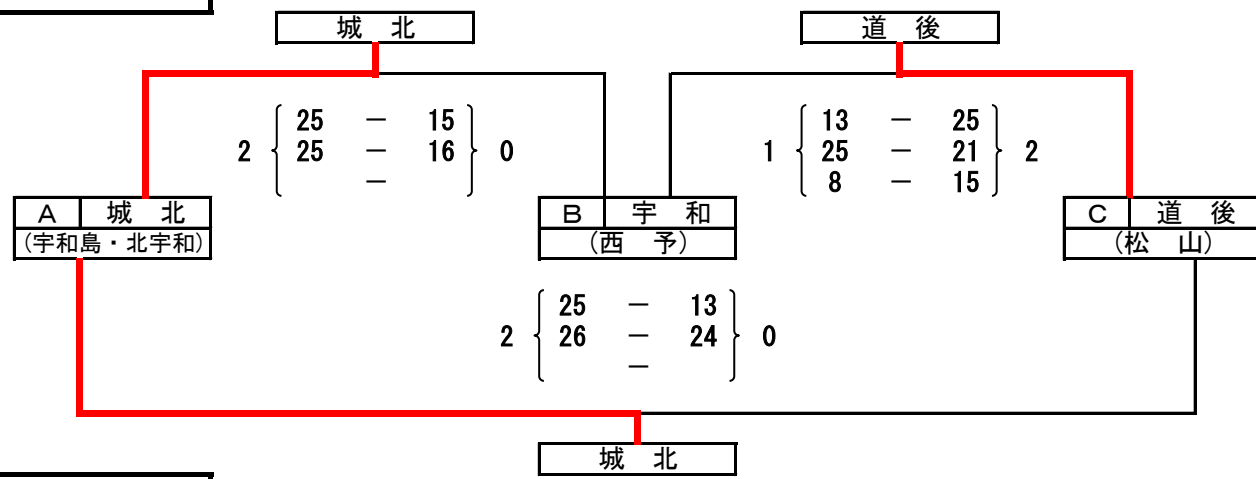 城 北
道 後
2 25 － 15 0
25 － 16
－
1 13 － 25 2
25 － 21
8 － 15
A 城 北
(宇和島・北宇和)
B 宇 和
(西 予)
C 道 後
(松 山)
2 25 － 13 0
26 － 24
－
城 北